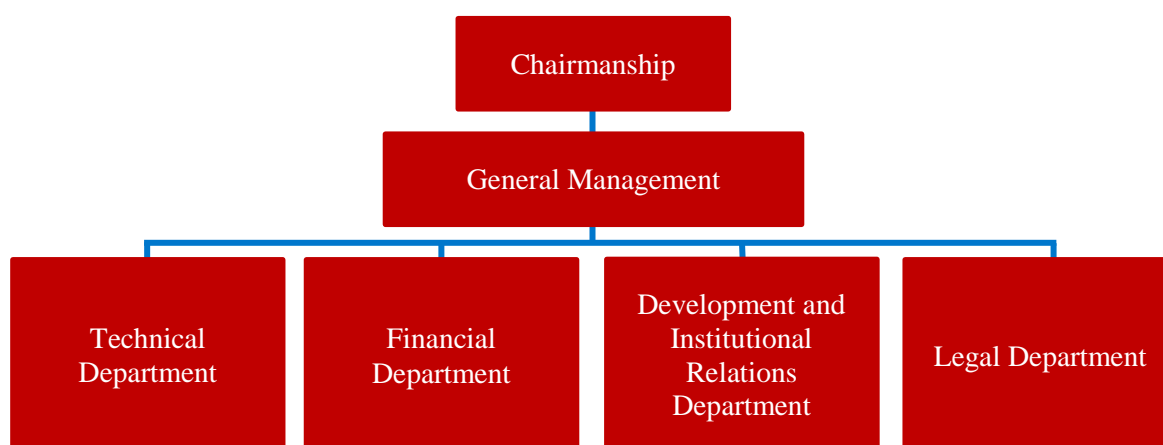 Chairmanship
General Management
Technical
Department
Financial
Department
Development and
Institutional
Relations
Department
Legal Department